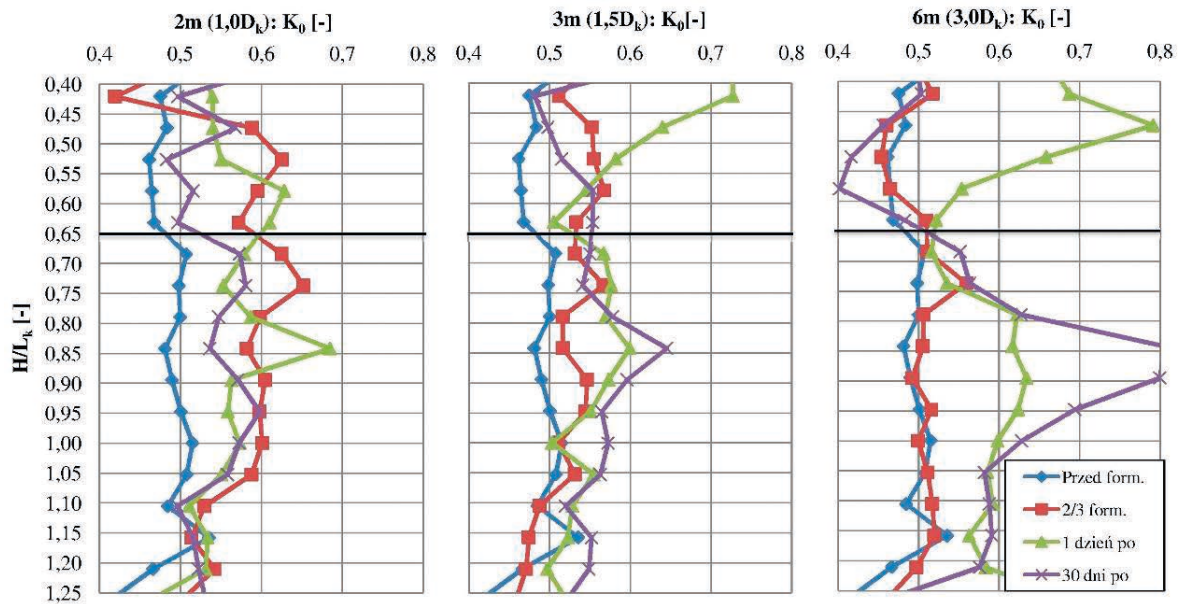 2m (1,0Dk): K0 [-]
0,4 0,5 0,6 0,7 0,8
3m (1,5Dk): K0[-]
0,4 0,5 0,6 0,7 0,8
6m (3,0Dk): K0 [-]
0,4 0,5 0,6 0,7 0,8
H/Lk [-]
0,40
0,45
0,50
0,55
0,60
0,65
0,70
0,75
0,80
0,85
0,90
0,95
1,00
1,05
1,10
1,15
1,20
1,25
Przed form.
2/3 form.
1 dzień po
30 dni po